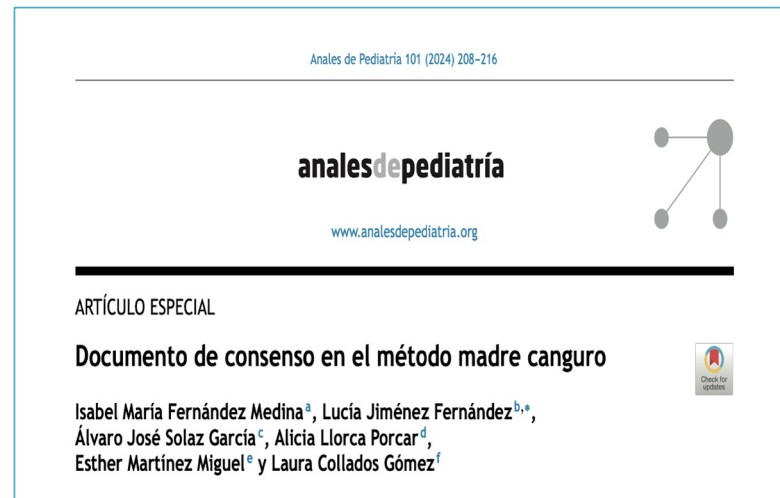 Anales de Pediatría 101 (2024) 208-216
analesdepediatría
www.analesdepediatria.org
ARTÍCULO ESPECIAL
Documento de consenso en el método madre canguro
Check for
updates
Isabel María Fernández Medina a, Lucía Jiménez Fernández b,*,
Álvaro José Solaz García c, Alicia Llorca Porcar d,
Esther Martínez Miguel e y Laura Collados Gómez f